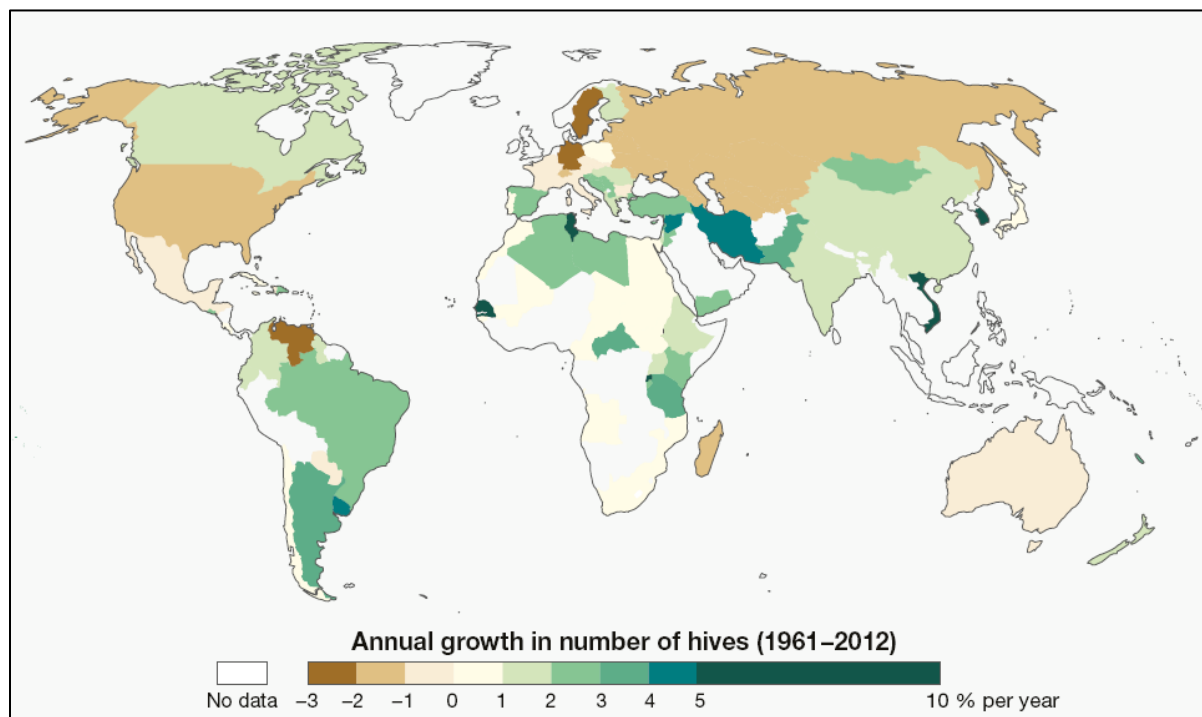 Annual growth in number of hives (1961–2012)
No data –3 –2 –1 0 1 2 3 4 5 10 % per year